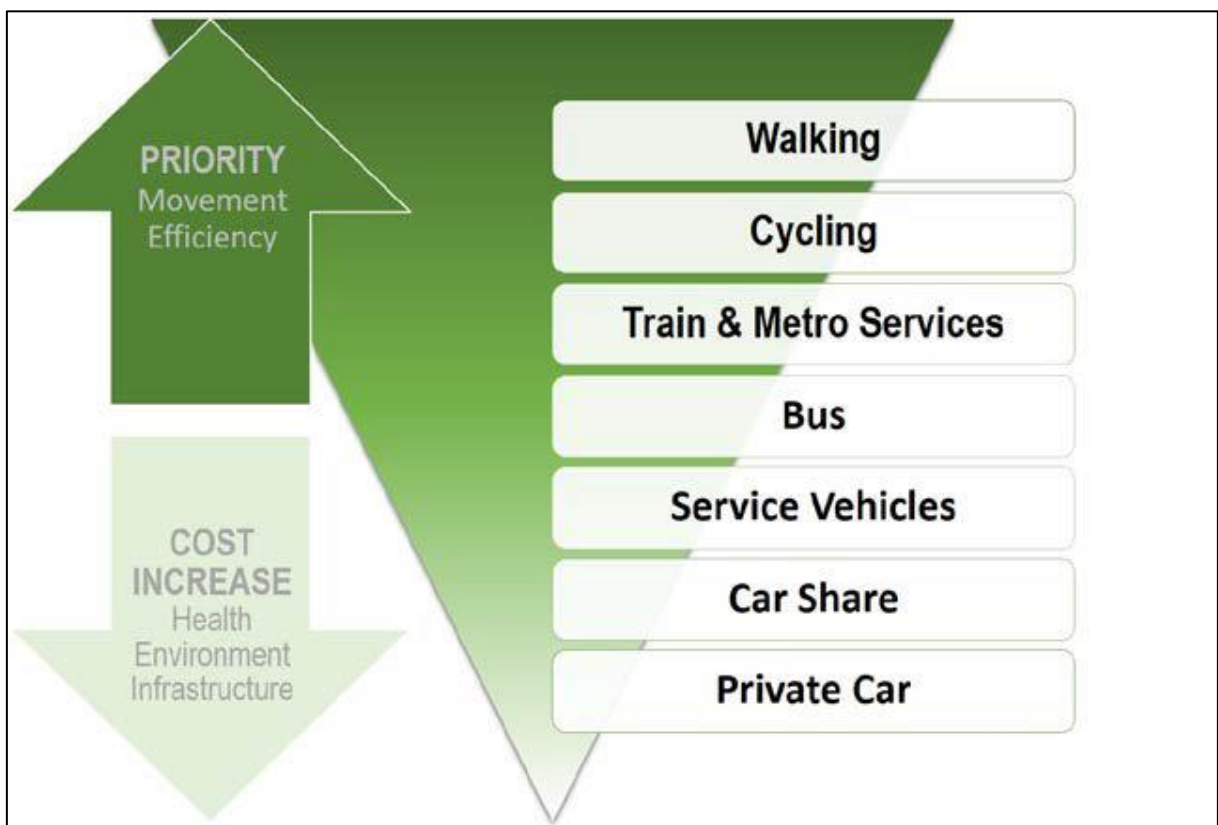 PRIORITY
Movement
Efficiency
COST
INCREASE
Health
Environment
Infrastructure
Walking
Cycling
Train & Metro Services
Bus
Service Vehicles
Car Share
Private Car